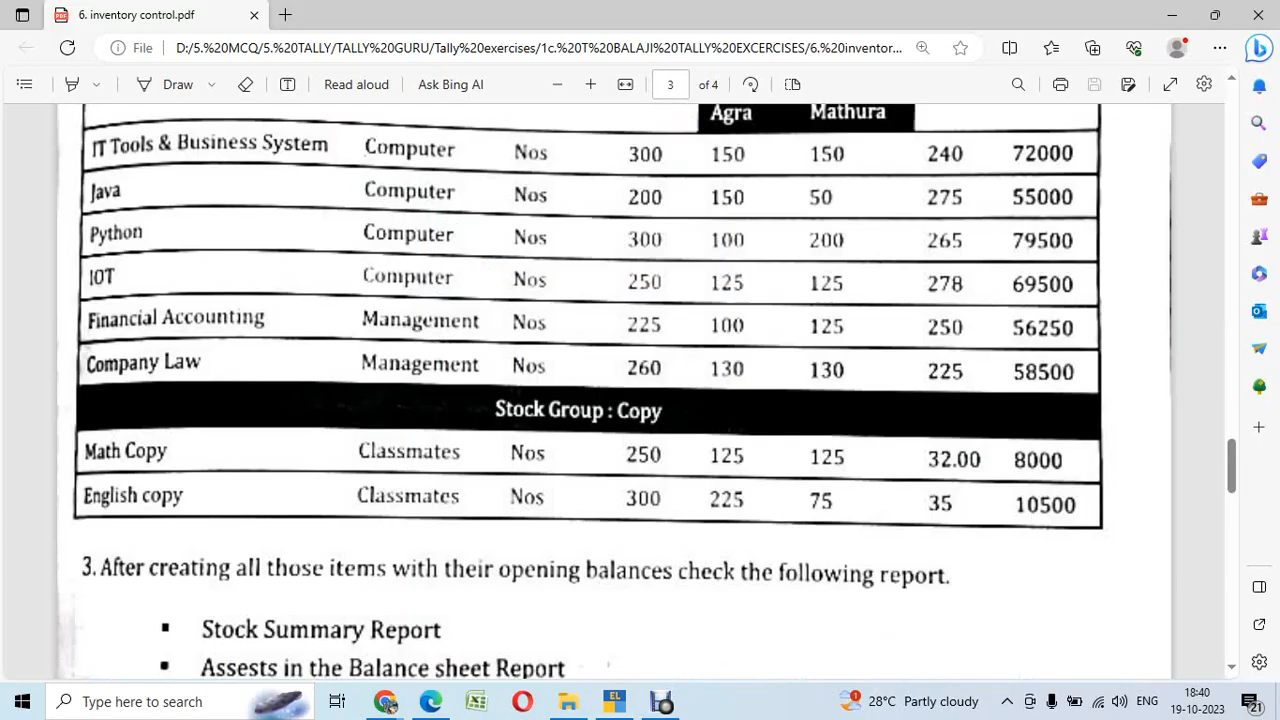 6. inventory control.pdf
File D:/5.%20MCQ/5.%20TALLY/TALLY%20GURU/Tally%20exercises/1c.%20T%20BALAJI%20TALLY%20EXCERCISES/6.%20inventor...
Draw Read aloud Ask Bing AI 3 of 4
Agra Mathura
IT Tools & Business System Computer Nos 300 150 150 240 72000
Java Computer Nos 200 150 50 275 55000
Python Computer Nos 300 100 200 265 79500
IOT Computer Nos 250 125 125 278 69500
Financial Accounting Management Nos 225 100 125 250 56250
Company Law Management Nos 260 130 130 225 58500
Stock Group : Copy
Math Copy Classmates Nos 250 125 125 32.00 8000
English copy Classmates Nos 300 225 75 35 10500
3. After creating all those items with their opening balances check the following report.
▪ Stock Summary Report
▪ Assests in the Balance sheet Report
Type here to search EL 1 28°C Partly cloudy ENG 18:40
19-10-2023 21